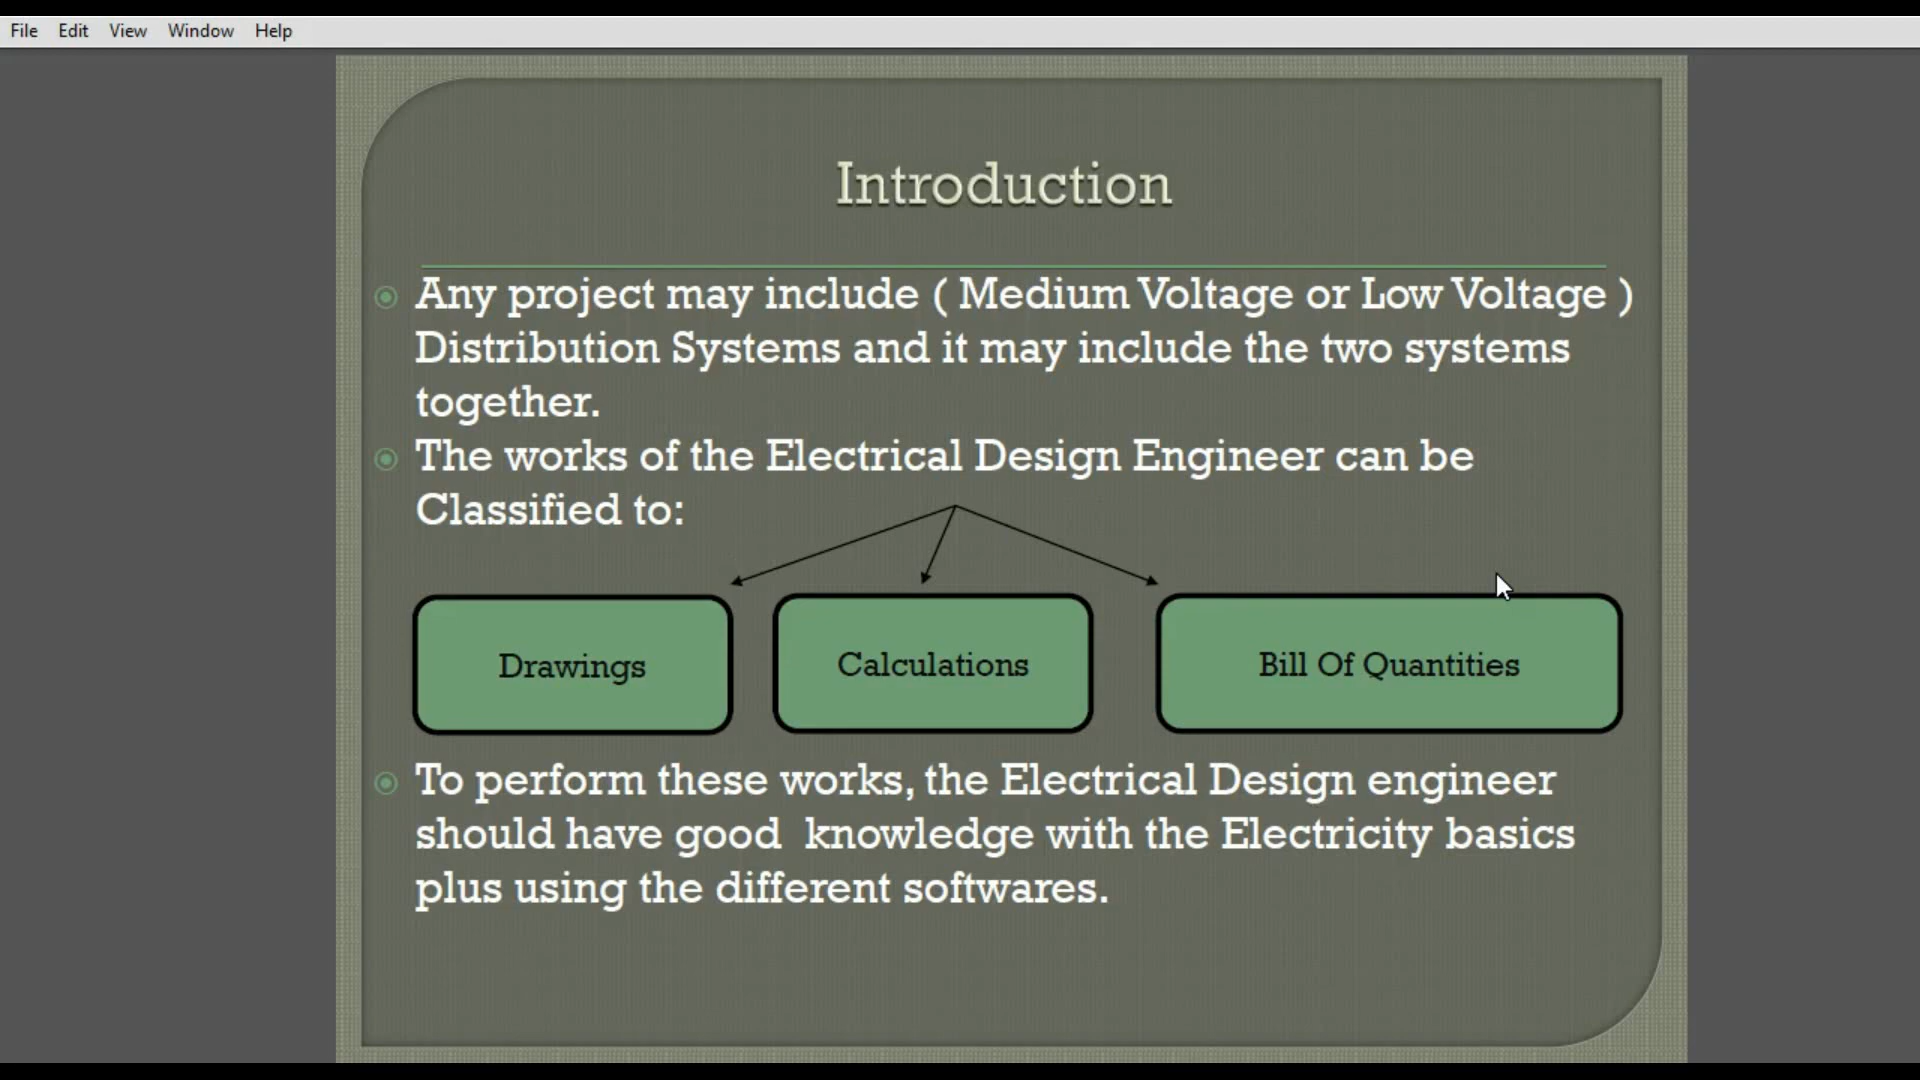 File Edit View Window Help
Introduction
Any project may include ( Medium Voltage or Low Voltage )
Distribution Systems and it may include the two systems
together.
The works of the Electrical Design Engineer can be
Classified to:
Drawings
Calculations
Bill Of Quantities
To perform these works, the Electrical Design engineer
should have good  knowledge with the Electricity basics
plus using the different softwares.